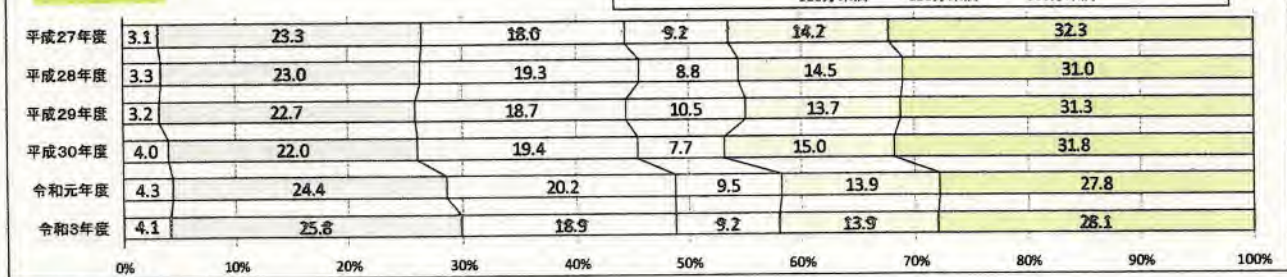 平成27年度 3.1 23.3 18.0 9.2 14.2 32.3
平成28年度 3.3 23.0 19.3 8.8 14.5 31.0
平成29年度 3.2 22.7 18.7 10.5 13.7 31.3
平成30年度 4.0 22.0 19.4 7.7 15.0 31.8
令和元年度 4.3 24.4 20.2 9.5 13.9 27.8
令和3年度 4.1 25.8 18.9 9.2 13.9 28.1
0% 10% 20% 30% 40% 50% 60% 70% 80% 90% 100%